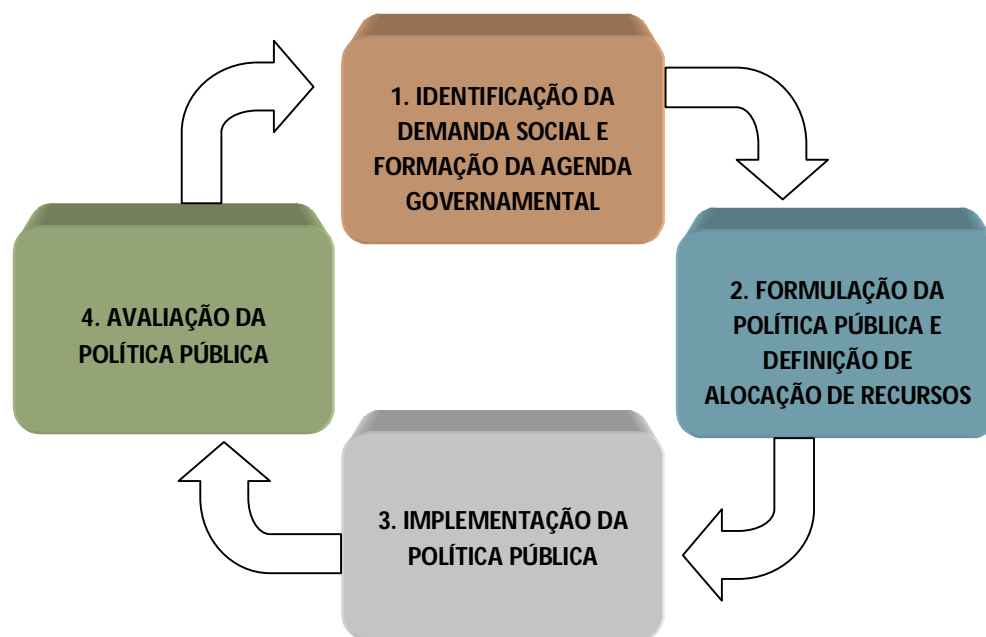 1. IDENTIFICAÇÃO DA
DEMANDA SOCIAL E
FORMAÇÃO DA AGENDA
GOVERNAMENTAL
2. FORMULAÇÃO DA
POLÍTICA PÚBLICA E
DEFINIÇÃO DE
ALOCAÇÃO DE RECURSOS
3. IMPLEMENTAÇÃO DA
POLÍTICA PÚBLICA
4. AVALIAÇÃO DA
POLÍTICA PÚBLICA